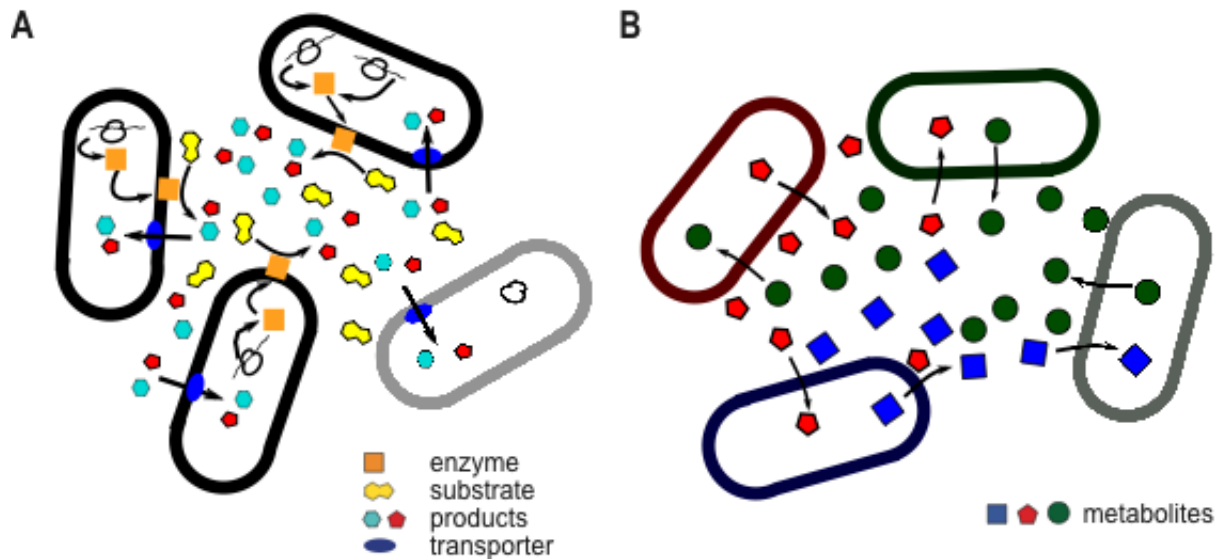 A
B
enzyme
substrate
products
transporter
metabolites